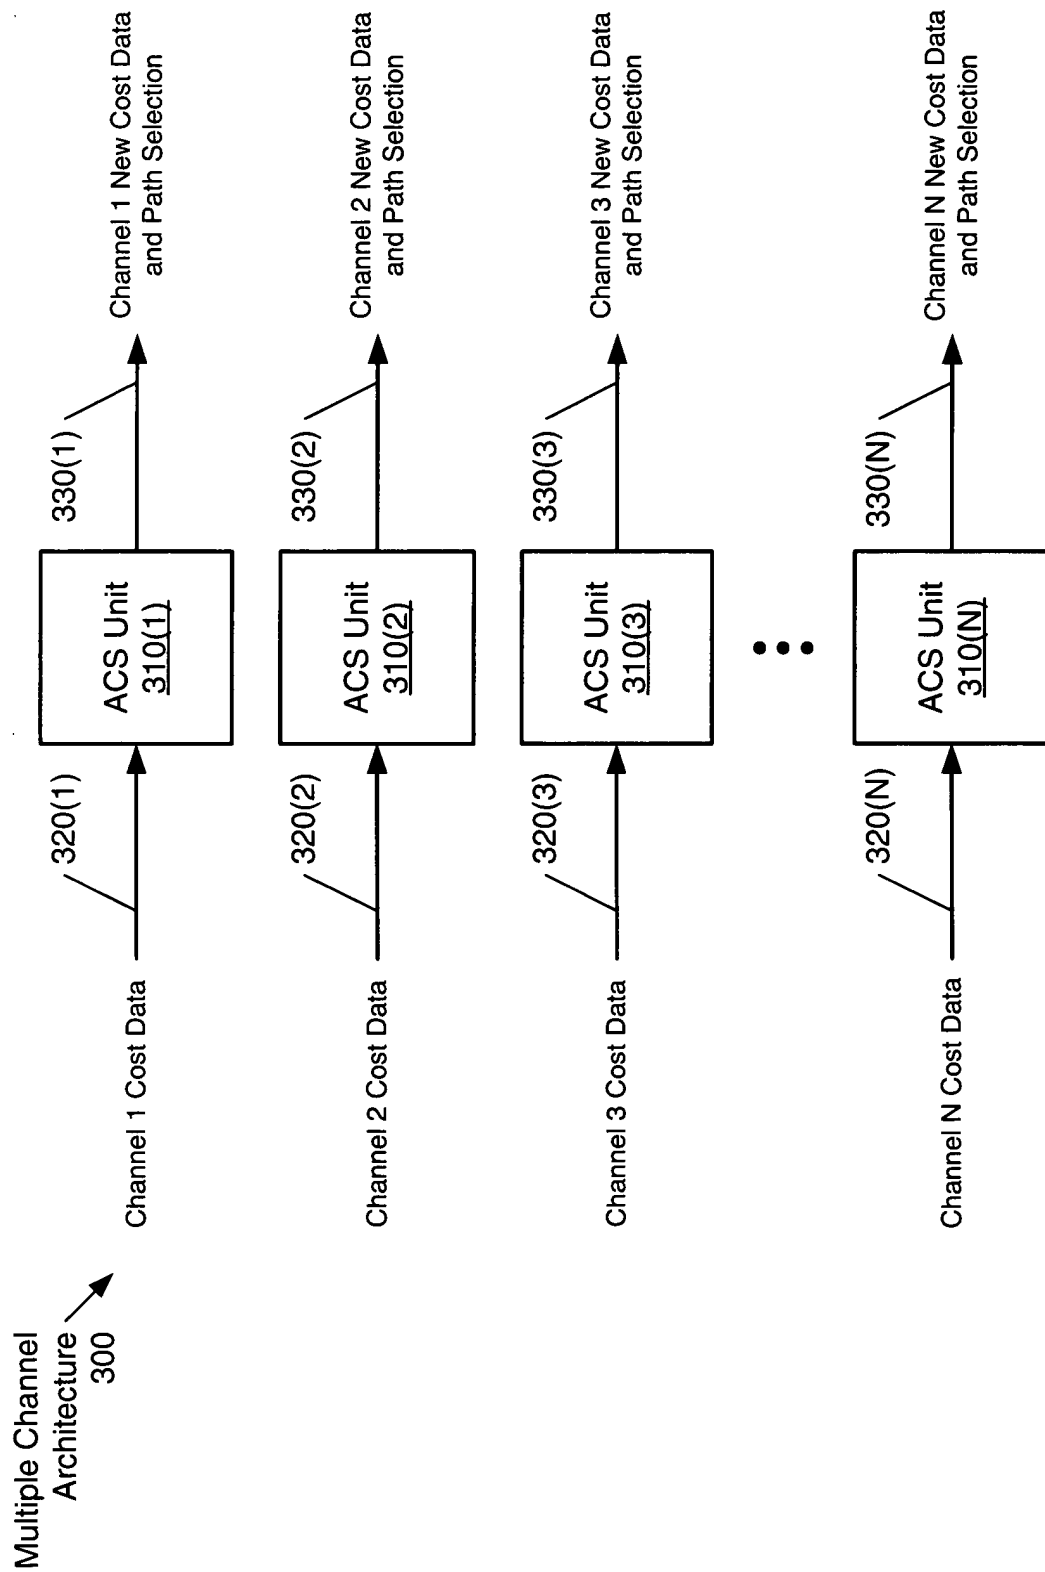 Multiple Channel
Architecture
300
Channel 1 Cost Data
320(1)
ACS Unit
310(1)
330(1)
Channel 1 New Cost Data
and Path Selection
Channel 2 Cost Data
320(2)
ACS Unit
310(2)
330(2)
Channel 2 New Cost Data
and Path Selection
Channel 3 Cost Data
320(3)
ACS Unit
310(3)
330(3)
Channel 3 New Cost Data
and Path Selection
Channel N Cost Data
320(N)
ACS Unit
310(N)
330(N)
Channel N New Cost Data
and Path Selection